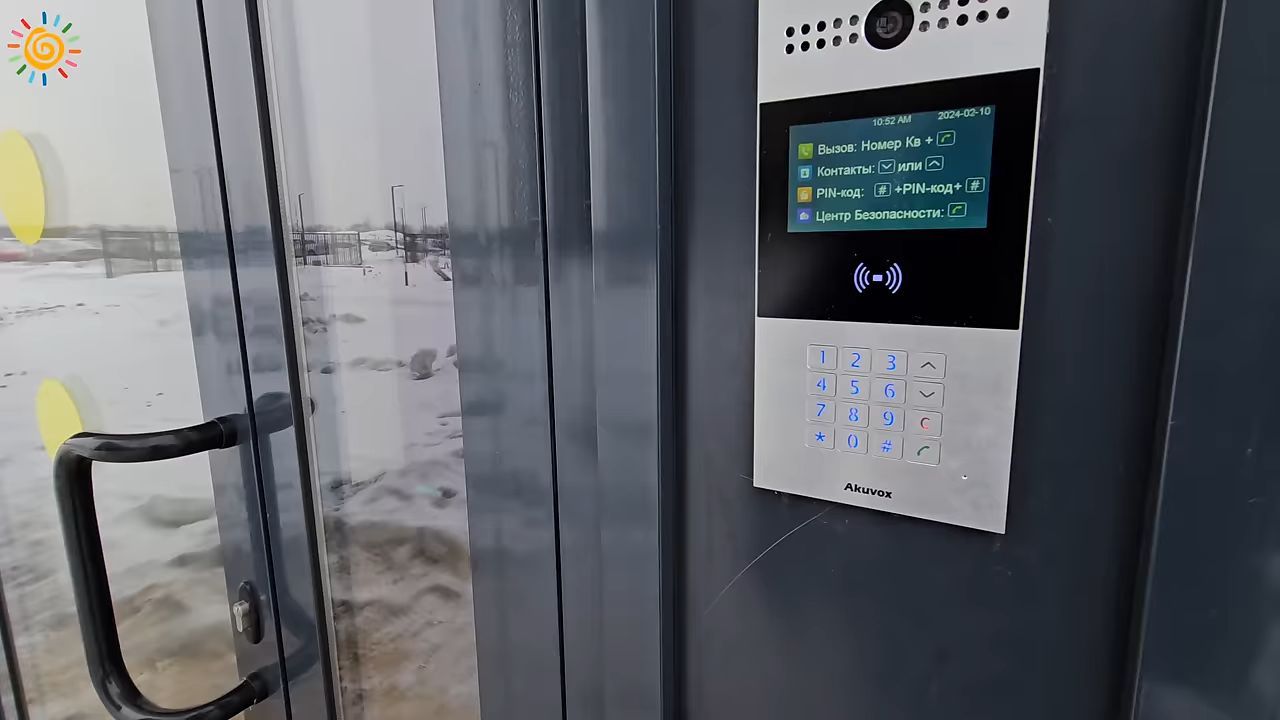 10:52 AM 2024-02-10
Вызов: Номер Кв +
Контакты: или
PIN-код: # +PIN-код+ #
Центр Безопасности:
1 2 3
4 5 6
7 8 9 C
* 0 #
Akuvox